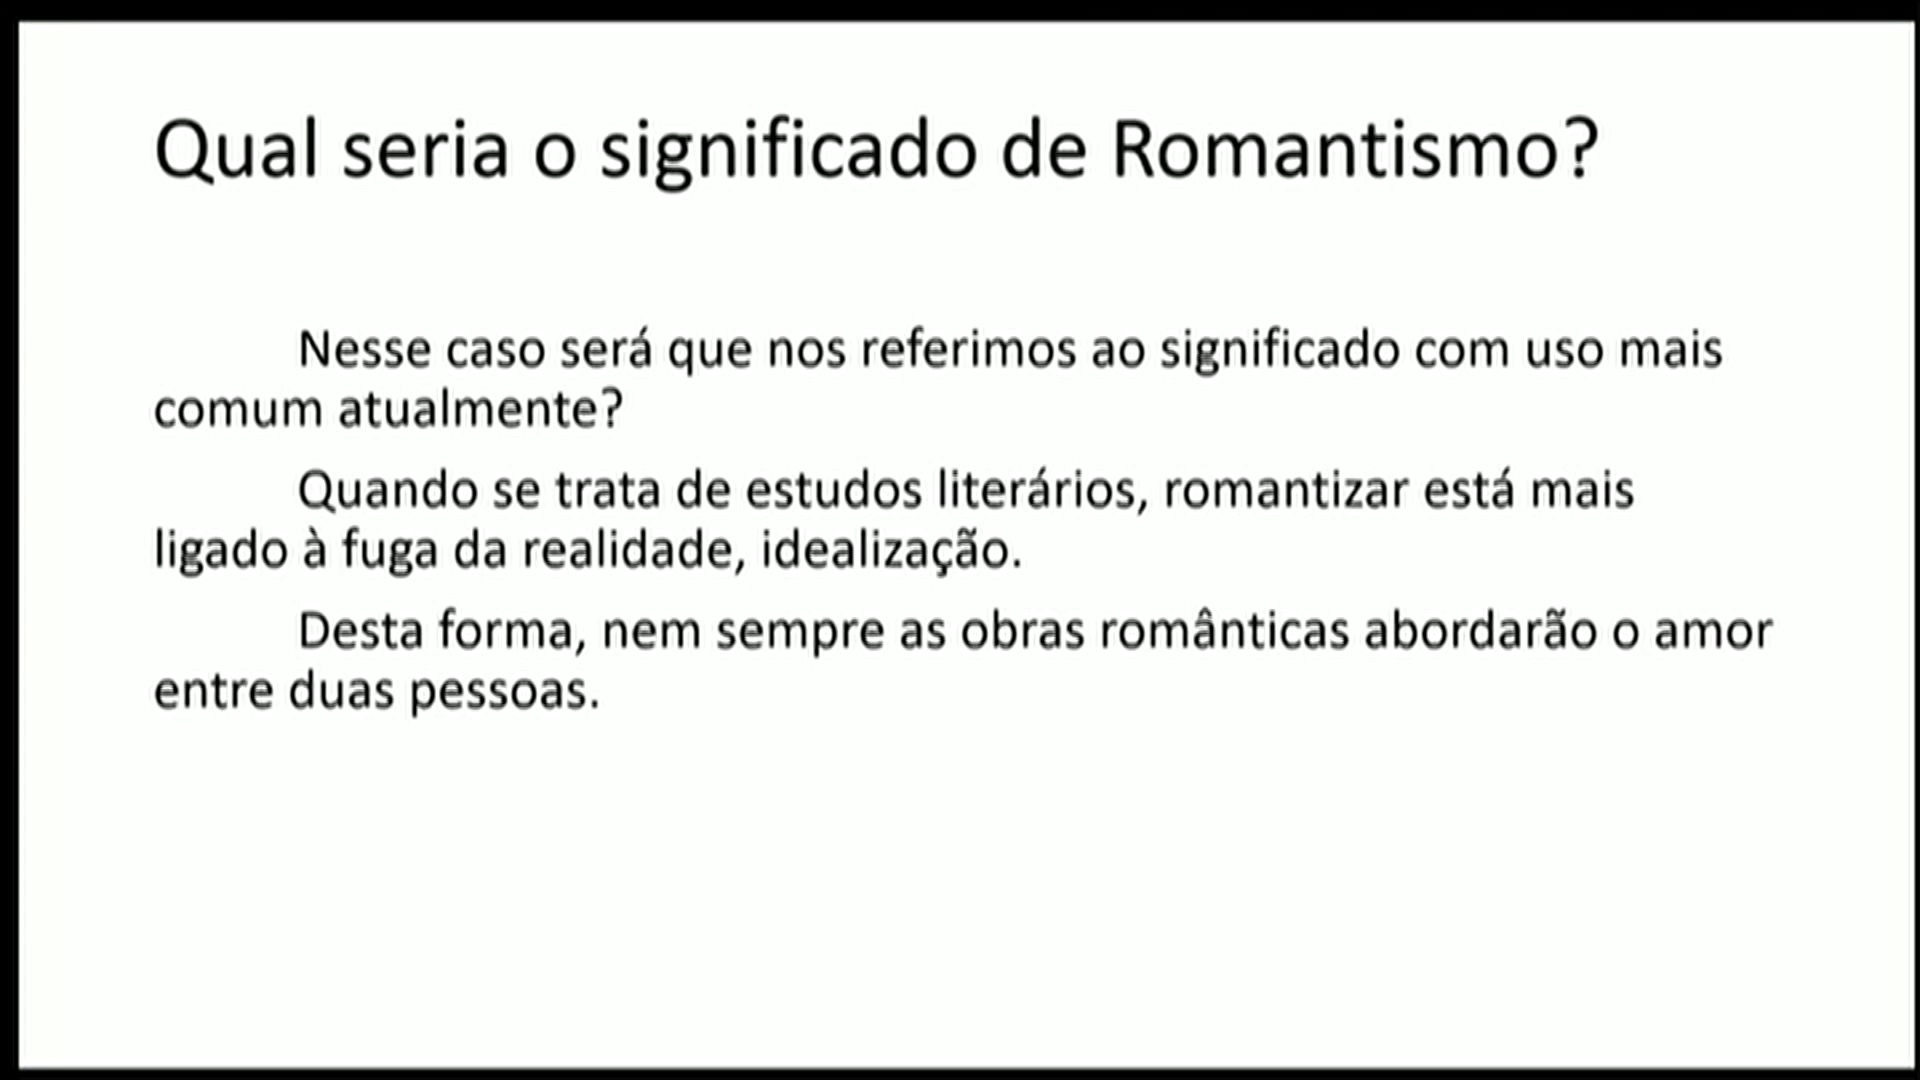 Qual seria o significado de Romantismo?
Nesse caso será que nos referimos ao significado com uso mais
comum atualmente?
Quando se trata de estudos literários, romantizar está mais
ligado à fuga da realidade, idealização.
Desta forma, nem sempre as obras românticas abordarão o amor
entre duas pessoas.